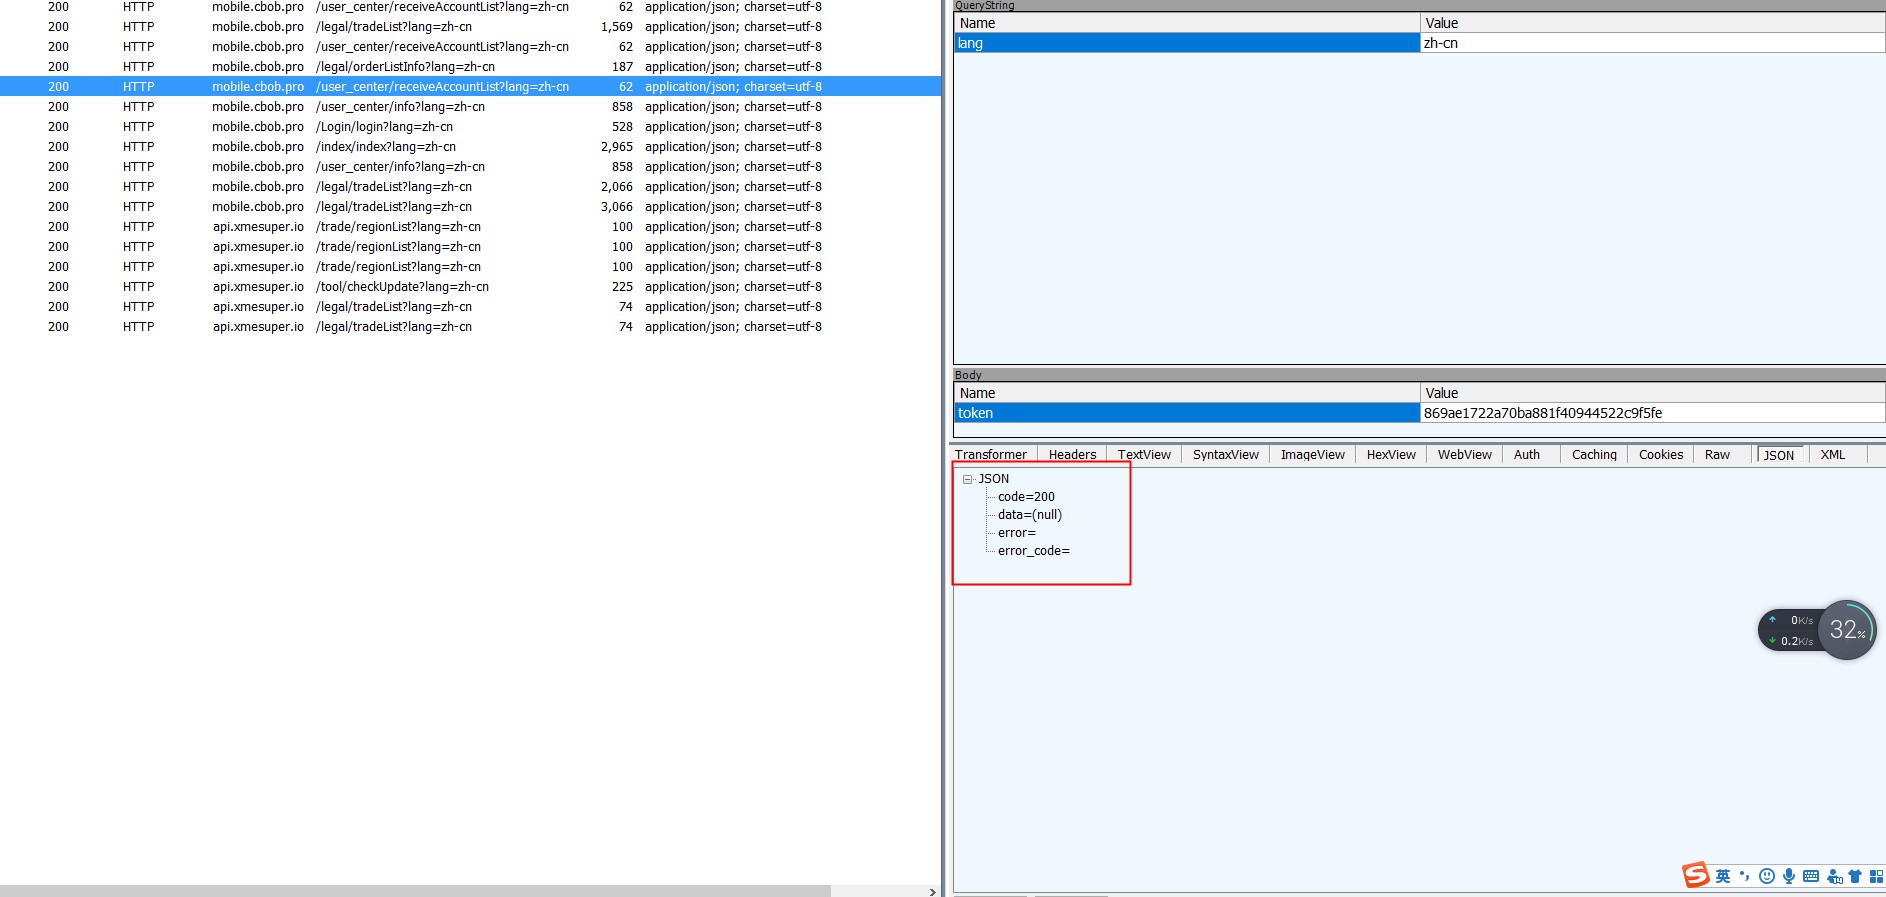 200 HTTP mobile.cbob.pro /user_center/receiveAccountList?lang=zh-cn 62 application/json; charset=utf-8
200 HTTP mobile.cbob.pro /legal/tradeList?lang=zh-cn 1,569 application/json; charset=utf-8
200 HTTP mobile.cbob.pro /user_center/receiveAccountList?lang=zh-cn 62 application/json; charset=utf-8
200 HTTP mobile.cbob.pro /legal/orderListInfo?lang=zh-cn 187 application/json; charset=utf-8
200 HTTP mobile.cbob.pro /user_center/receiveAccountList?lang=zh-cn 62 application/json; charset=utf-8
200 HTTP mobile.cbob.pro /user_center/info?lang=zh-cn 858 application/json; charset=utf-8
200 HTTP mobile.cbob.pro /Login/login?lang=zh-cn 528 application/json; charset=utf-8
200 HTTP mobile.cbob.pro /index/index?lang=zh-cn 2,965 application/json; charset=utf-8
200 HTTP mobile.cbob.pro /user_center/info?lang=zh-cn 858 application/json; charset=utf-8
200 HTTP mobile.cbob.pro /legal/tradeList?lang=zh-cn 2,066 application/json; charset=utf-8
200 HTTP mobile.cbob.pro /legal/tradeList?lang=zh-cn 3,066 application/json; charset=utf-8
200 HTTP api.xmesuper.io /trade/regionList?lang=zh-cn 100 application/json; charset=utf-8
200 HTTP api.xmesuper.io /trade/regionList?lang=zh-cn 100 application/json; charset=utf-8
200 HTTP api.xmesuper.io /trade/regionList?lang=zh-cn 100 application/json; charset=utf-8
200 HTTP api.xmesuper.io /tool/checkUpdate?lang=zh-cn 225 application/json; charset=utf-8
200 HTTP api.xmesuper.io /legal/tradeList?lang=zh-cn 74 application/json; charset=utf-8
200 HTTP api.xmesuper.io /legal/tradeList?lang=zh-cn 74 application/json; charset=utf-8
QueryString
Name Value
lang zh-cn
Body
Name Value
token 869ae1722a70ba881f40944522c9f5fe
Transformer Headers TextView SyntaxView ImageView HexView WebView Auth Caching Cookies Raw JSON XML
JSON
code=200
data=(null)
error=
error_code=
0K/s
0.2K/s
32%
S 英